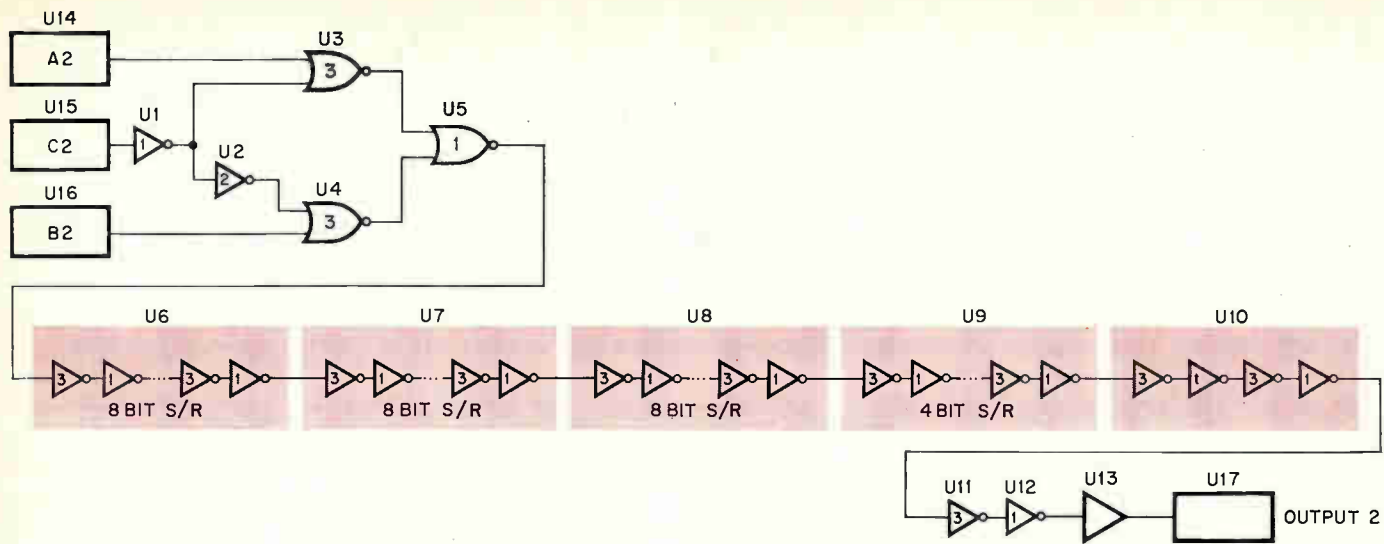 U14
A2
U3
3
U15
C2
U1
1
U5
1
U2
2
U16
B2
U4
3
U6
U7
U8
U9
U10
3 1 3 1
3 1 3 1
3 1 3 1
3 1 3 1
3 t 3 1
8 BIT S/R
8 BIT S/R
8 BIT S/R
4 BIT S/R
U11
3
U12
1
U13
U17
OUTPUT 2